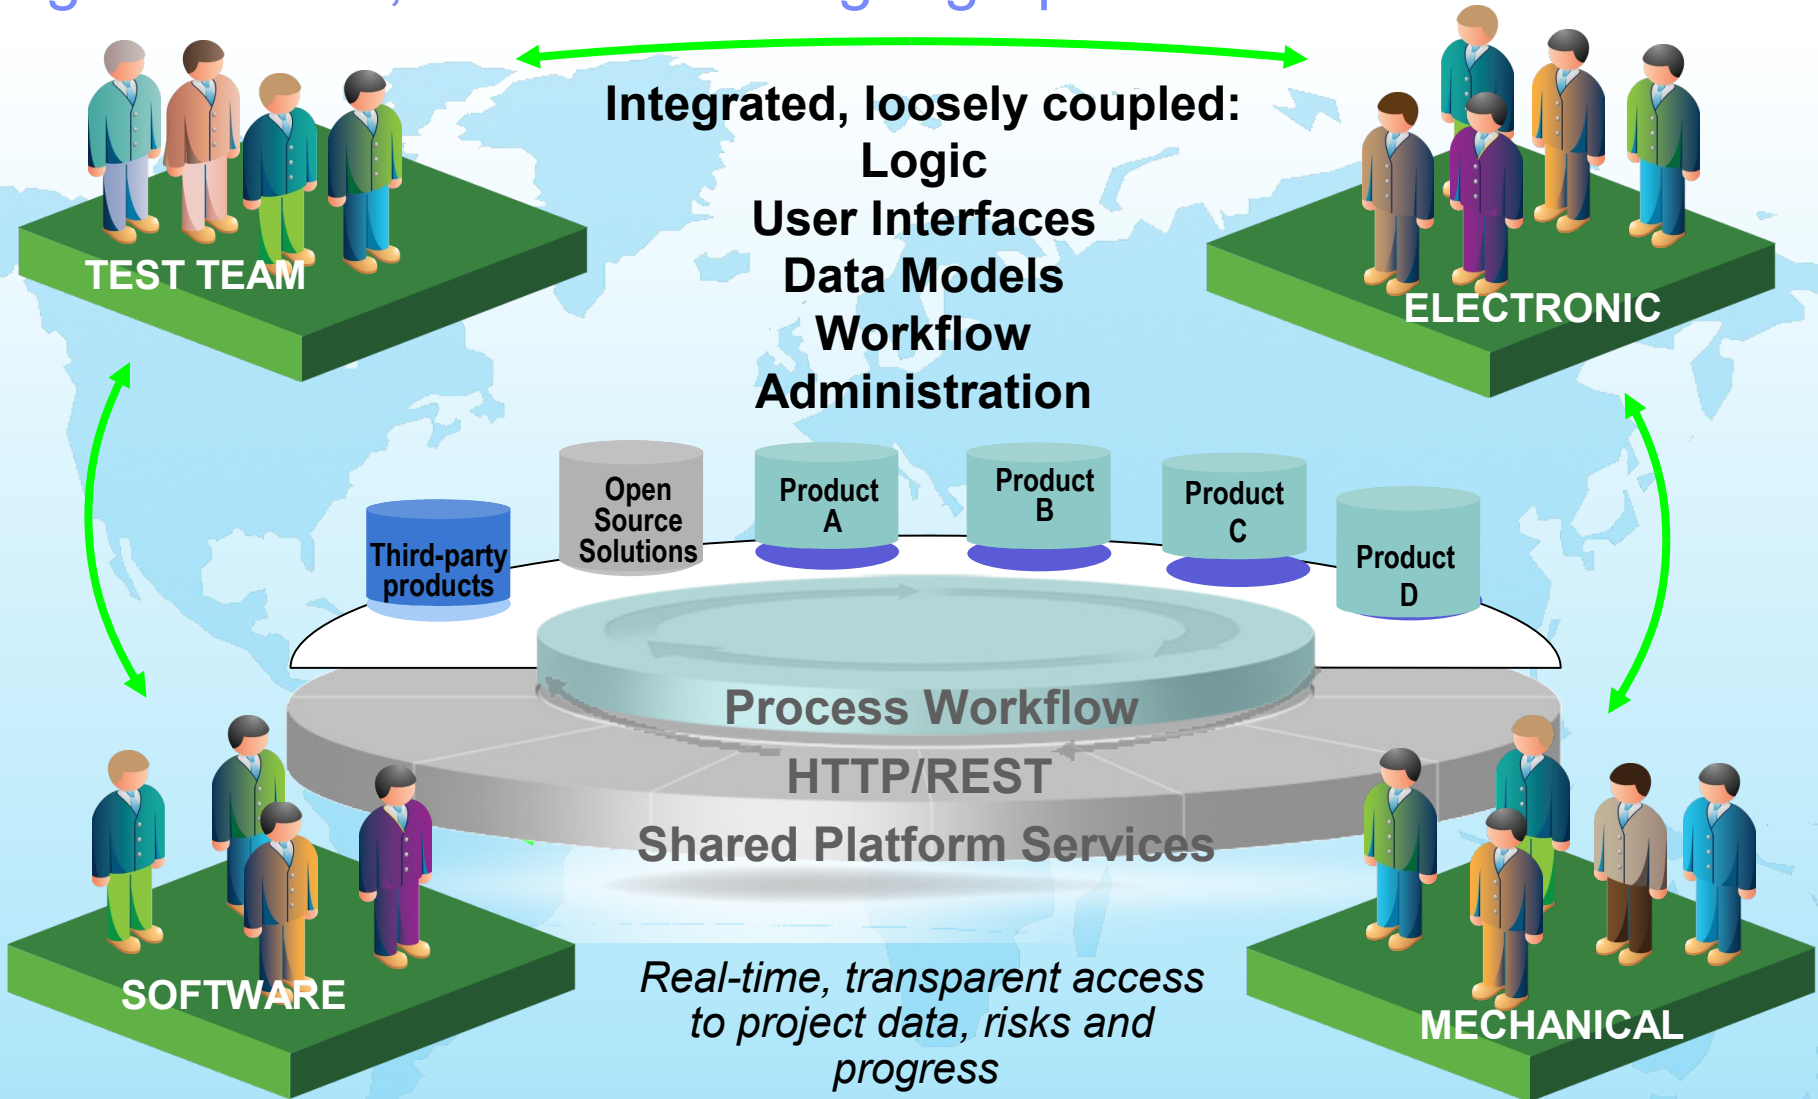 Integrated, loosely coupled:
Logic
User Interfaces
Data Models
Workflow
Administration
TEST TEAM
ELECTRONIC
Third-party
products
Open
Source
Solutions
Product
A
Product
B
Product
C
Product
D
Process Workflow
HTTP/REST
Shared Platform Services
SOFTWARE
MECHANICAL
Real-time, transparent access
to project data, risks and
progress